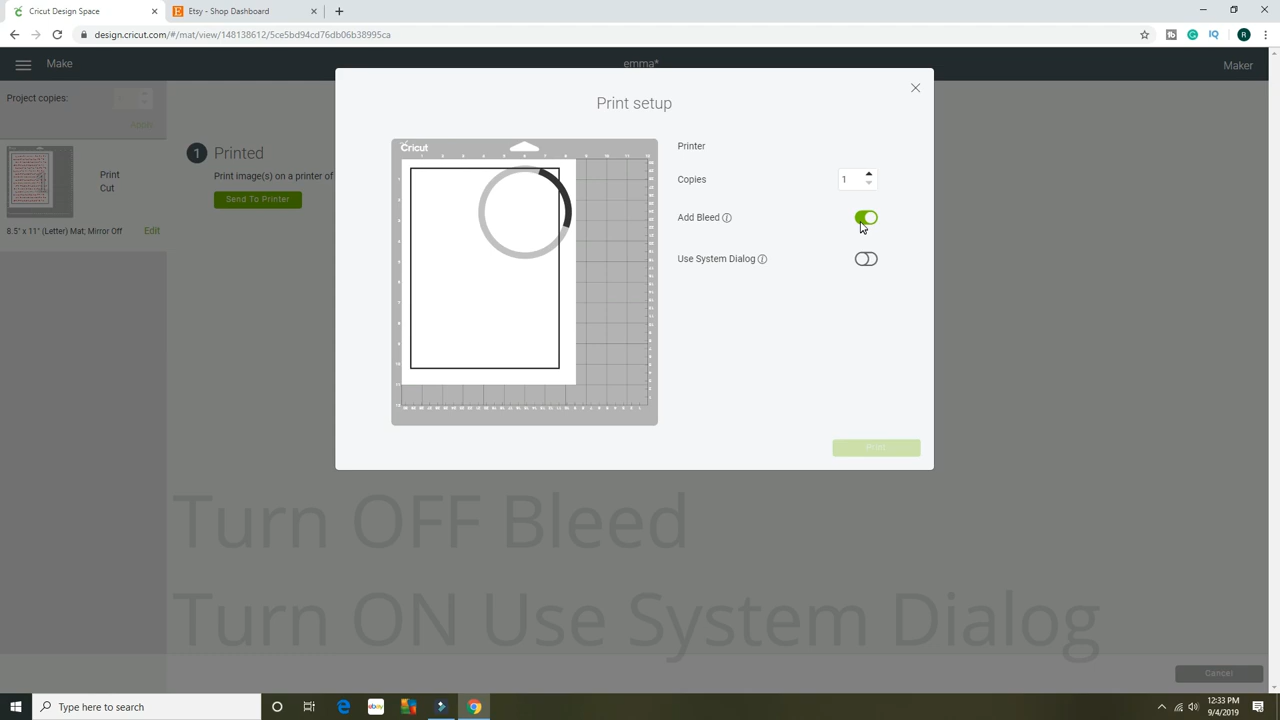 Cricut Design Space
Etsy - Shop Dashboard
design.cricut.com/#/mat/view/148138612/5ce5bd94cd76db06b38995ca
Make
emma*
Maker
Project copies:
Apply
Print
Cut
8.5" x 11" (Letter) Mat; Mirror Off
Edit
1 Printed
Print image(s) on a printer of
Send To Printer
Print setup
Cricut
Printer
Copies
1
Add Bleed
Use System Dialog
Print
Turn OFF Bleed
Turn ON Use System Dialog
Cancel
Type here to search
ebay
12:33 PM
9/4/2019